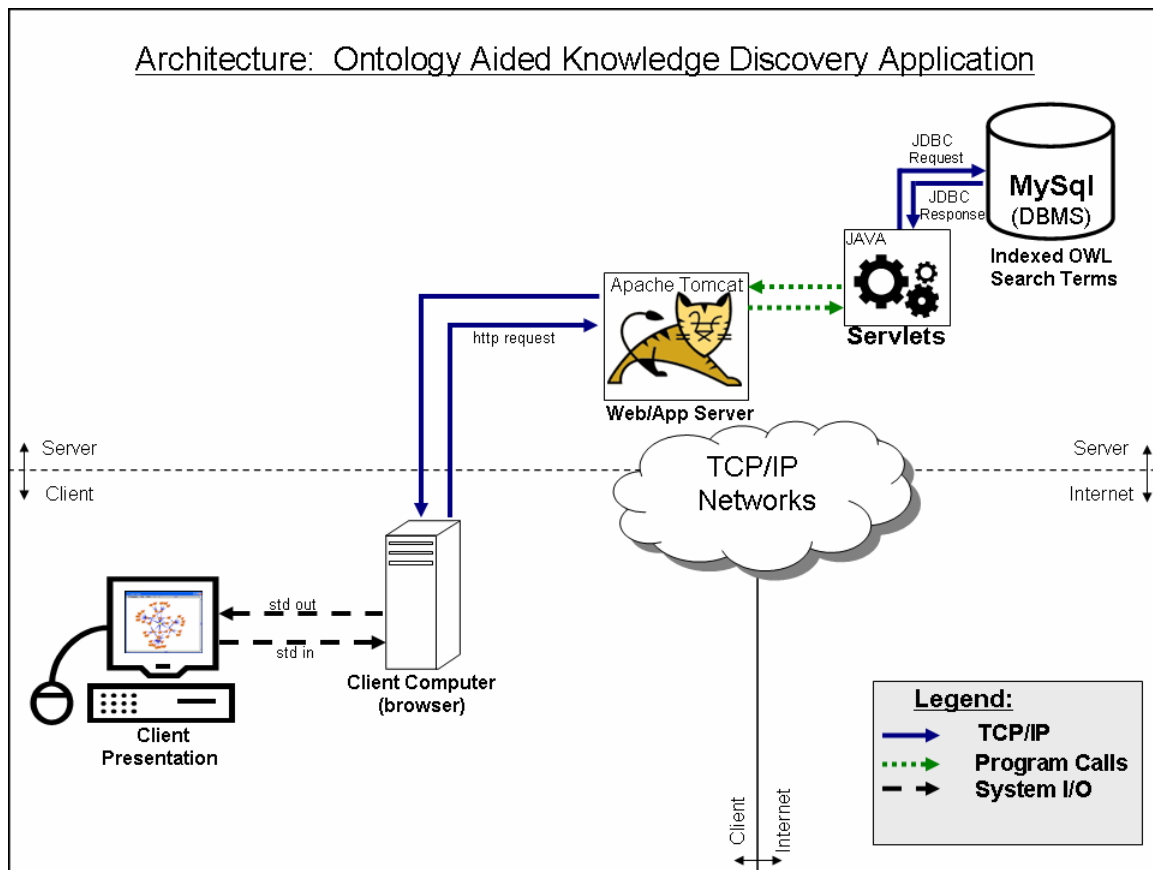 Architecture:  Ontology Aided Knowledge Discovery Application
JDBC
Request
MySql
(DBMS)
JDBC
Response
Indexed OWL
Search Terms
JAVA
Servlets
Apache Tomcat
http request
Web/App Server
Server
Client
TCP/IP
Networks
Server
Internet
std out
std in
Client Computer
(browser)
Client
Presentation
Legend:
TCP/IP
Program Calls
System I/O
Client
Internet